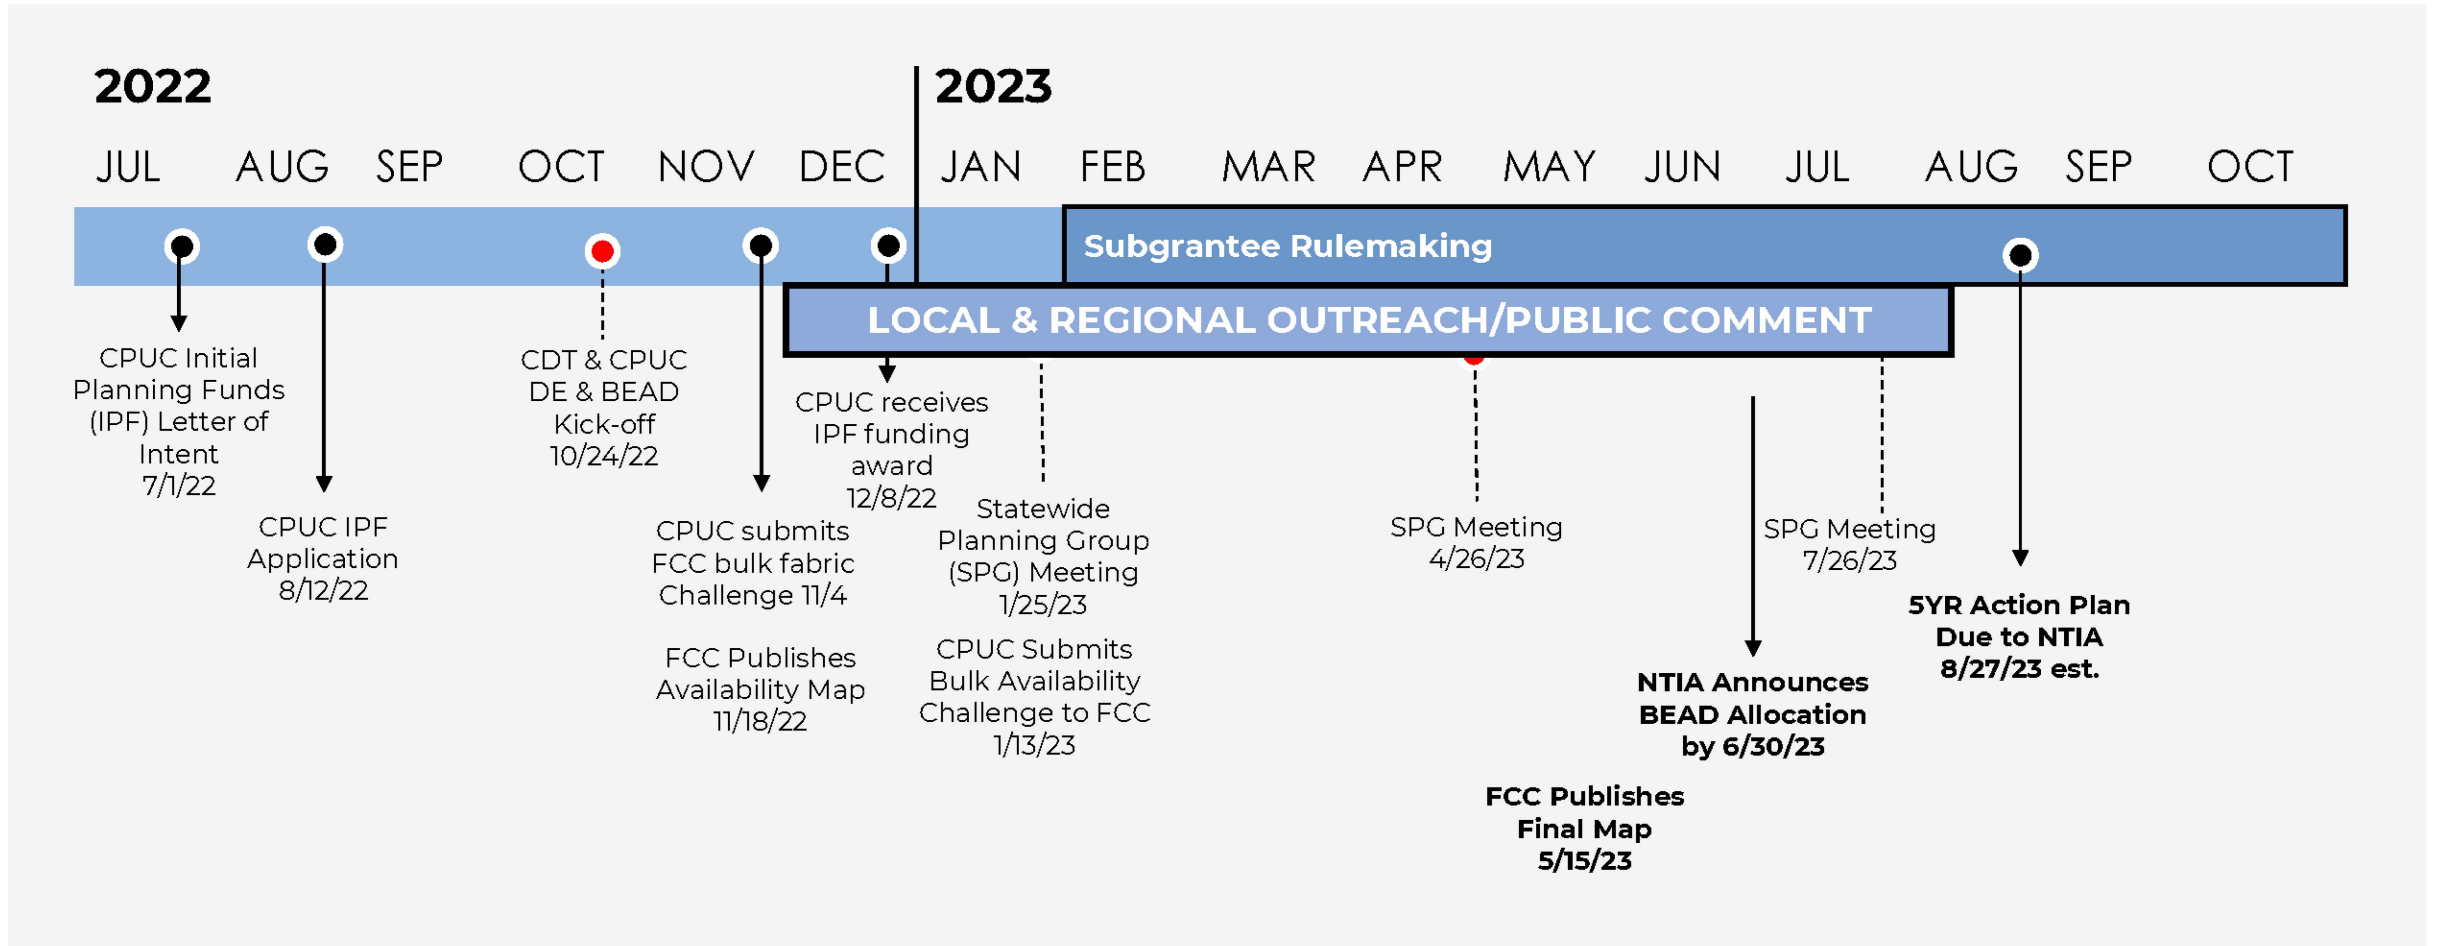 2022
2023
JUL
AUG
SEP
OCT
NOV
DEC
JAN
FEB
MAR
APR
MAY
JUN
JUL
AUG
SEP
OCT
Subgrantee Rulemaking
LOCAL & REGIONAL OUTREACH/PUBLIC COMMENT
CPUC Initial
Planning Funds
(IPF) Letter of
Intent
7/1/22
CPUC IPF
Application
8/12/22
CDT & CPUC
DE & BEAD
Kick-off
10/24/22
CPUC submits
FCC bulk fabric
Challenge 11/4
FCC Publishes
Availability Map
11/18/22
CPUC receives
IPF funding
award
12/8/22
Statewide
Planning Group
(SPG) Meeting
1/25/23
CPUC Submits
Bulk Availability
Challenge to FCC
1/13/23
SPG Meeting
4/26/23
FCC Publishes
Final Map
5/15/23
NTIA Announces
BEAD Allocation
by 6/30/23
SPG Meeting
7/26/23
5YR Action Plan
Due to NTIA
8/27/23 est.